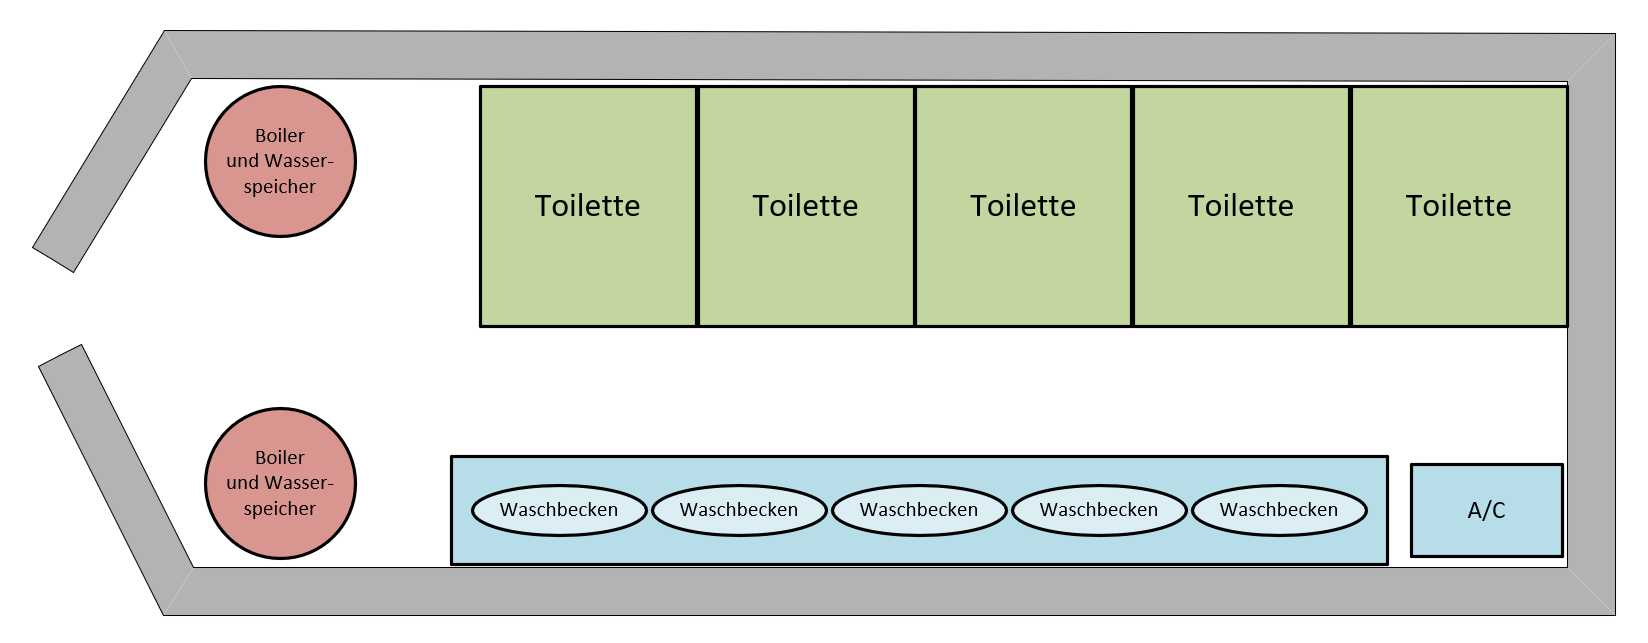 Boiler
und Wasser-
speicher
Toilette
Toilette
Toilette
Toilette
Toilette
Boiler
und Wasser-
speicher
Waschbecken
Waschbecken
Waschbecken
Waschbecken
Waschbecken
A/C